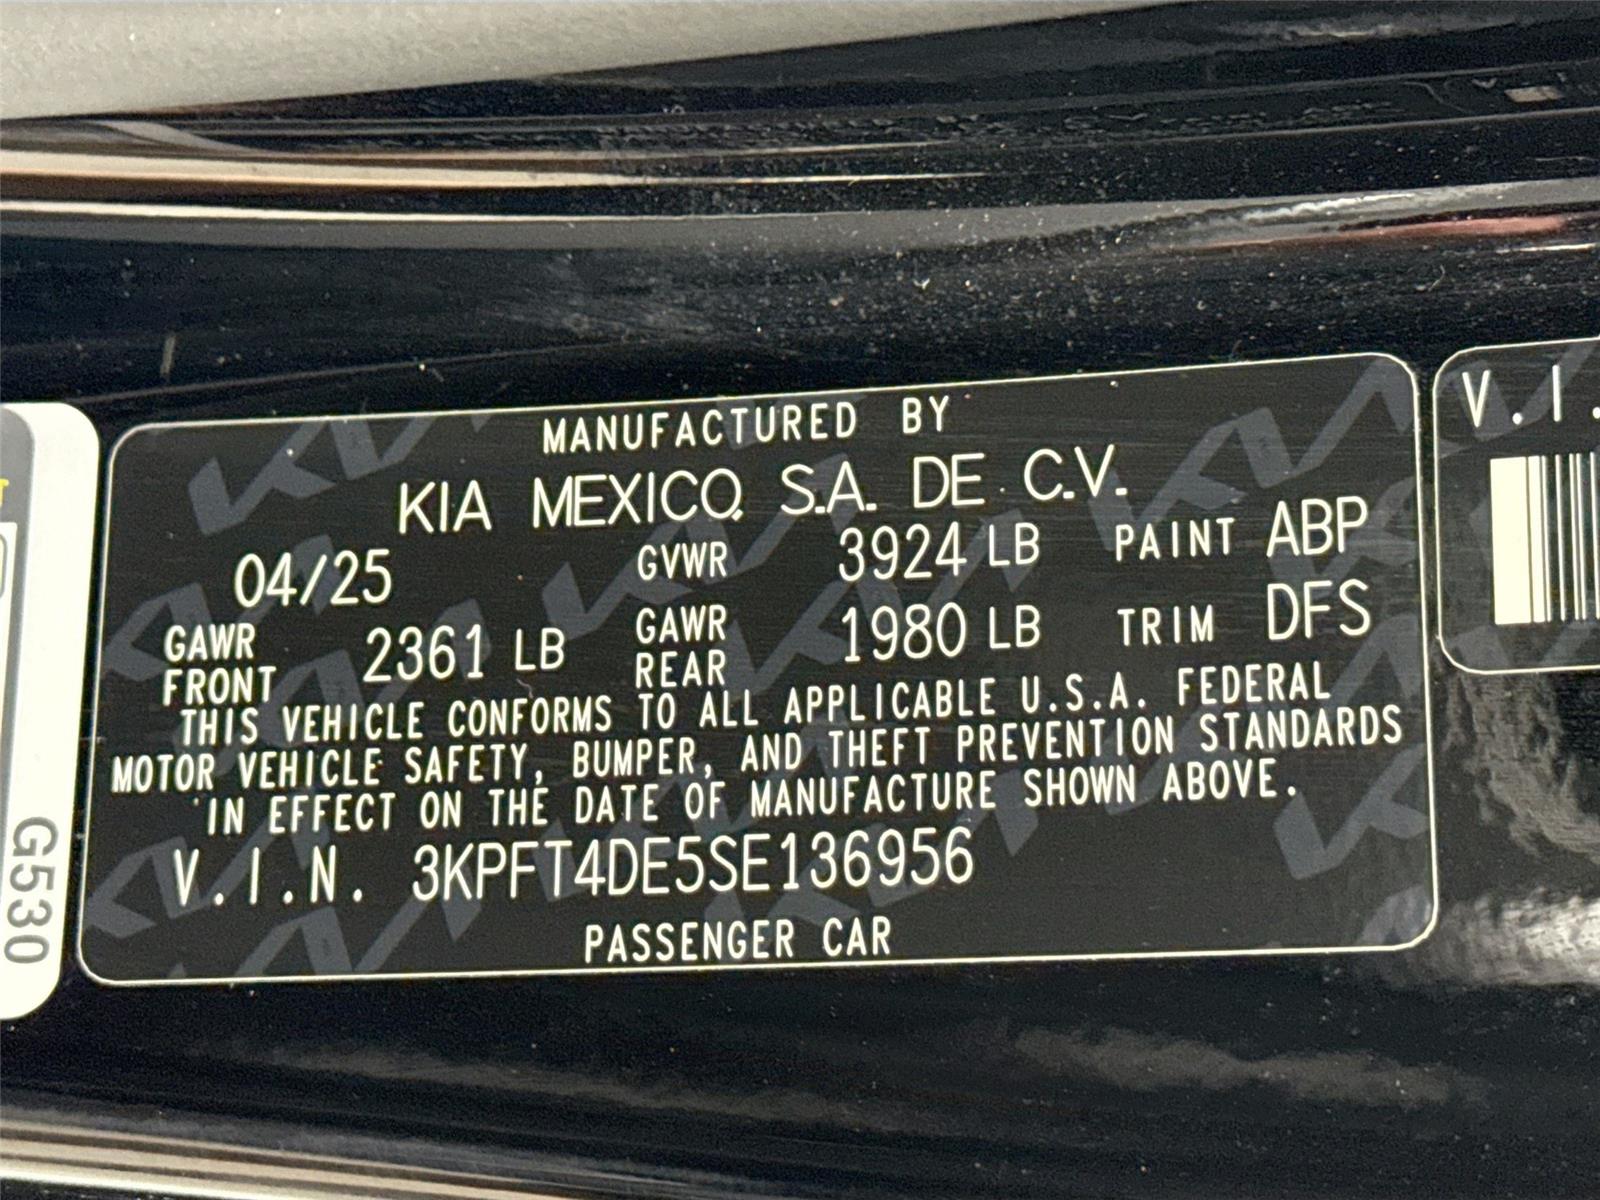 MANUFACTURED BY
KIA MEXICO, S.A. DE C.V.
04/25 GVWR 3924 LB PAINT ABP
GAWR FRONT 2361 LB GAWR REAR 1980 LB TRIM DFS
THIS VEHICLE CONFORMS TO ALL APPLICABLE U.S.A. FEDERAL
MOTOR VEHICLE SAFETY, BUMPER, AND THEFT PREVENTION STANDARDS
IN EFFECT ON THE DATE OF MANUFACTURE SHOWN ABOVE.
V.I.N. 3KPFT4DE5SE136956
PASSENGER CAR
V.I.
G530